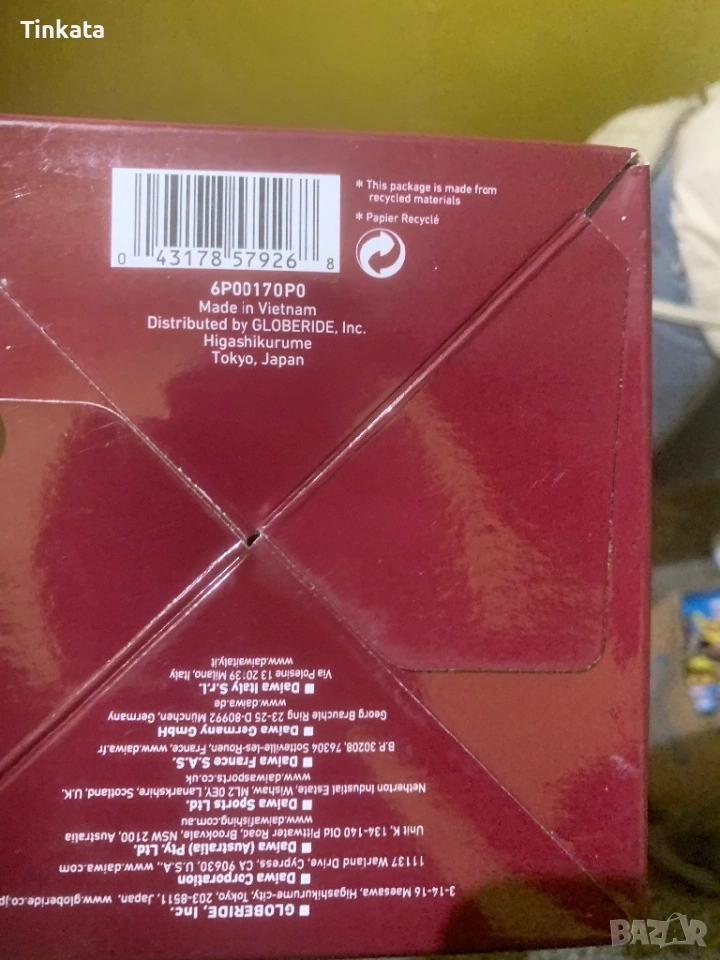 Tinkata
* This package is made from
recycled materials
* Papier Recyclé
0 43178 57926 8
6P00170P0
Made in Vietnam
Distributed by GLOBERIDE, Inc.
Higashikurume
Tokyo, Japan
■ GLOBERIDE, Inc.
3-14-16 Maesawa, Higashikurume-city, Tokyo, 203-8511, Japan, www.globeride.co.jp
■ Daiwa Corporation
11137 Warland Drive, Cypress, CA 90630, U.S.A., www.daiwa.com
■ Daiwa (Australia) Pty. Ltd.
Unit K, 134-140 Old Pittwater Road, Brookvale, NSW 2100, Australia
www.daiwafishing.com.au
■ Daiwa Sports Ltd.
Netherton Industial Estate, Wishaw, ML2 OEY, Lanarkshire, Scotland, U.K.
www.daiwasports.co.uk
■ Daiwa France S.A.S.
B.P. 30208, 76304 Sotteville-les-Rouen, France, www.daiwa.fr
■ Daiwa Germany GmbH
Georg Brauchle Ring 23-25-D-80992 München, Germany
www.daiwa.de
■ Daiwa Italy S.r.L
Via Polesine 13 20139 Milano, Italy
www.daiwaitaly.it
BAZAR